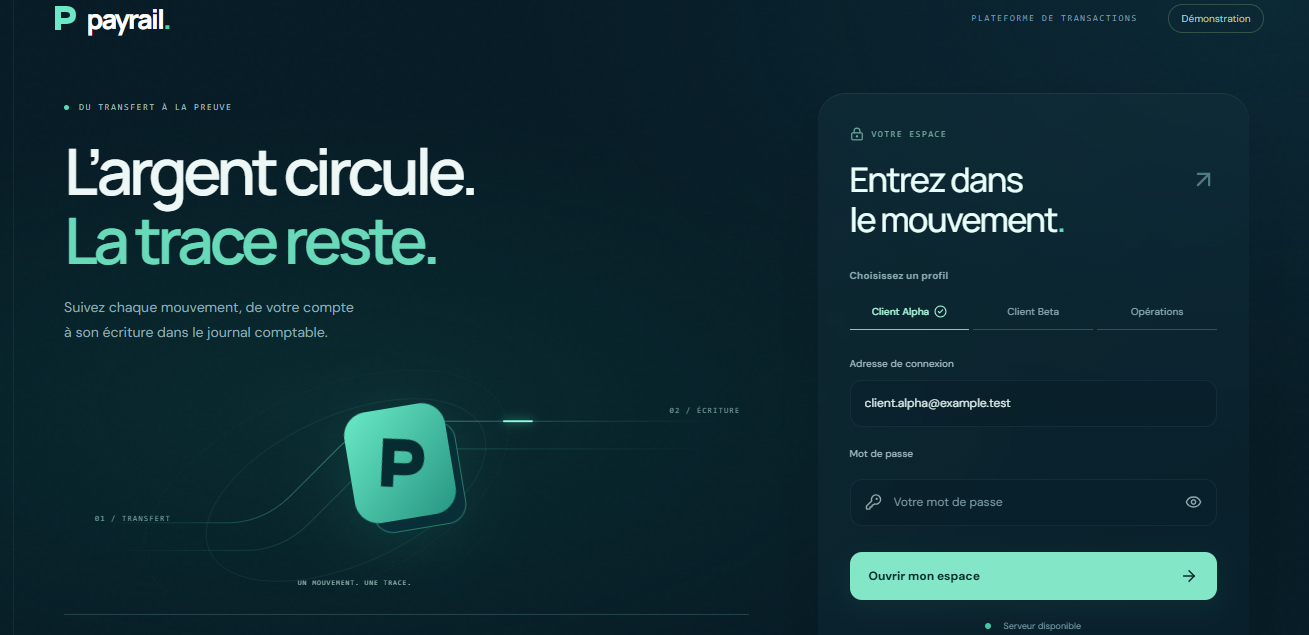 P payrail.
PLATEFORME DE TRANSACTIONS
Démonstration
DU TRANSFERT À LA PREUVE
L'argent circule.
La trace reste.
Suivez chaque mouvement, de votre compte
à son écriture dans le journal comptable.
02 / ÉCRITURE
P
01 / TRANSFERT
UN MOUVEMENT. UNE TRACE.
VOTRE ESPACE
Entrez dans
le mouvement.
Choisissez un profil
Client Alpha
Client Beta
Opérations
Adresse de connexion
client.alpha@example.test
Mot de passe
Votre mot de passe
Ouvrir mon espace
Serveur disponible